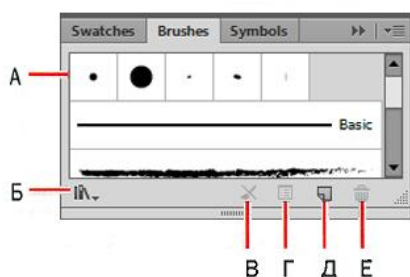 Swatches Brushes Symbols
А
Basic
Б
В Г Д Е